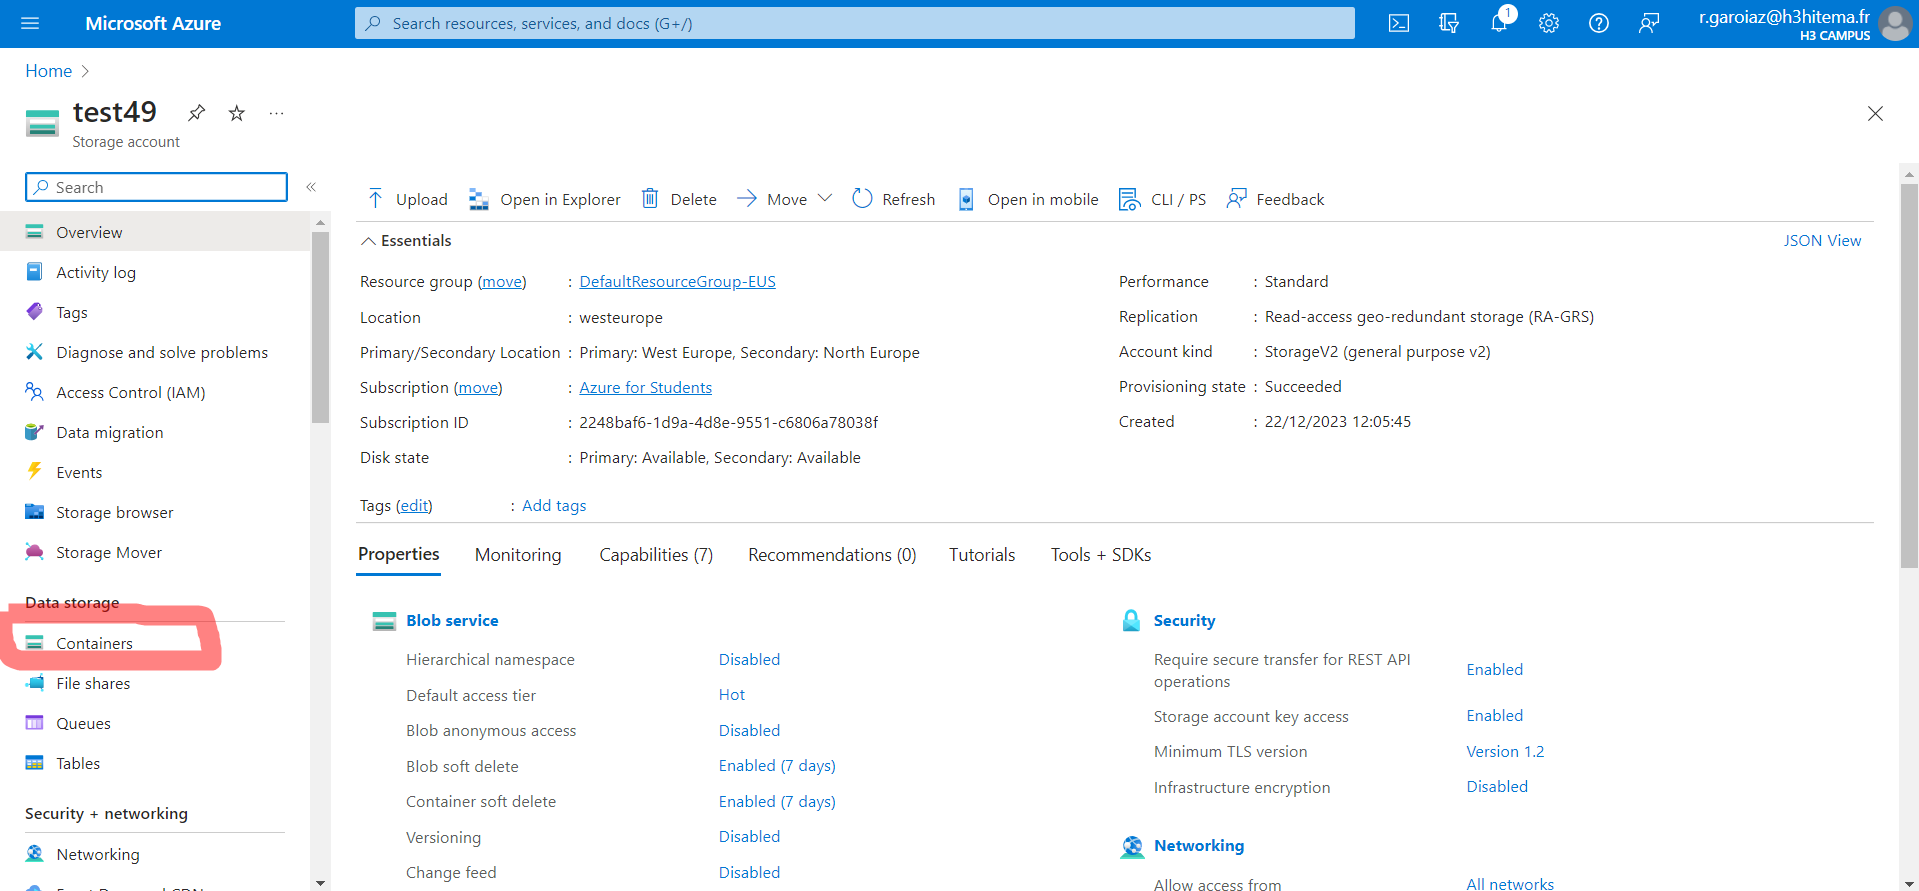 Microsoft Azure
Search resources, services, and docs (G+/)
1
r.garoiaz@h3hitema.fr
H3 CAMPUS
Home
test49
Storage account
Search
Overview
Activity log
Tags
Diagnose and solve problems
Access Control (IAM)
Data migration
Events
Storage browser
Storage Mover
Data storage
Containers
File shares
Queues
Tables
Security + networking
Networking
Upload Open in Explorer Delete Move Refresh Open in mobile CLI / PS Feedback
Essentials
JSON View
Resource group (move) : DefaultResourceGroup-EUS
Location : westeurope
Primary/Secondary Location : Primary: West Europe, Secondary: North Europe
Subscription (move) : Azure for Students
Subscription ID : 2248baf6-1d9a-4d8e-9551-c6806a78038f
Disk state : Primary: Available, Secondary: Available
Tags (edit) : Add tags
Performance : Standard
Replication : Read-access geo-redundant storage (RA-GRS)
Account kind : StorageV2 (general purpose v2)
Provisioning state : Succeeded
Created : 22/12/2023 12:05:45
Properties Monitoring Capabilities (7) Recommendations (0) Tutorials Tools + SDKs
Blob service
Hierarchical namespace Disabled
Default access tier Hot
Blob anonymous access Disabled
Blob soft delete Enabled (7 days)
Container soft delete Enabled (7 days)
Versioning Disabled
Change feed Disabled
Security
Require secure transfer for REST API
operations Enabled
Storage account key access Enabled
Minimum TLS version Version 1.2
Infrastructure encryption Disabled
Networking
Allow access from All networks